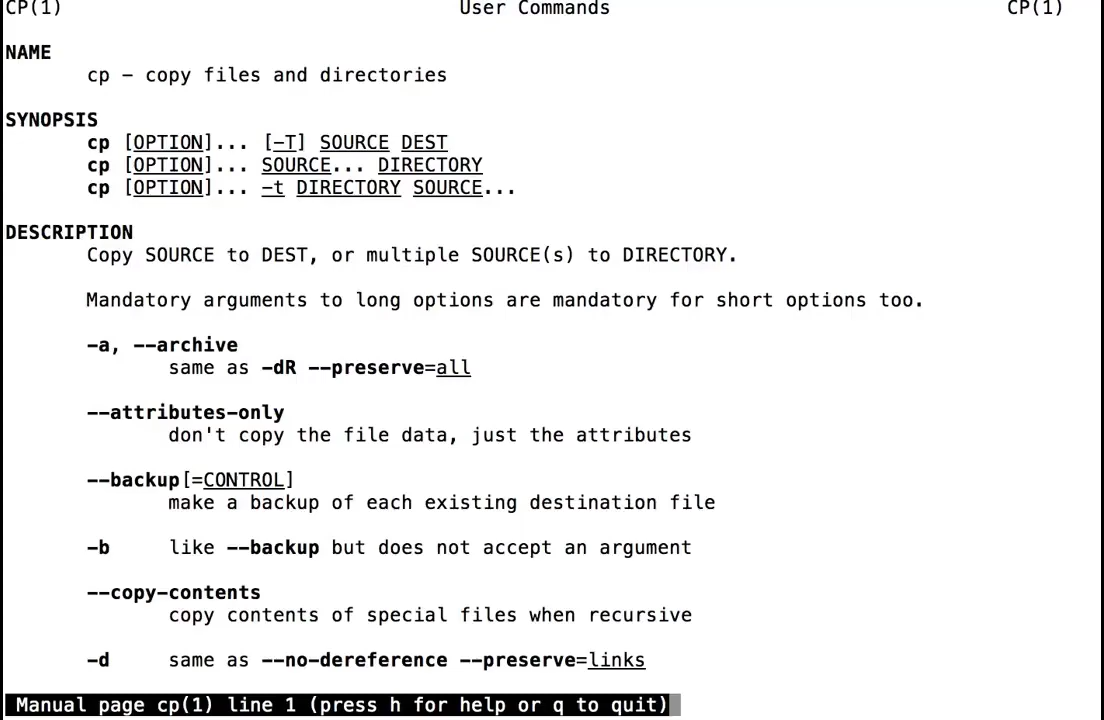 CP(1) User Commands CP(1)
NAME
cp – copy files and directories
SYNOPSIS
cp [OPTION]... [–T] SOURCE DEST
cp [OPTION]... SOURCE... DIRECTORY
cp [OPTION]... –t DIRECTORY SOURCE...
DESCRIPTION
Copy SOURCE to DEST, or multiple SOURCE(s) to DIRECTORY.
Mandatory arguments to long options are mandatory for short options too.
–a, ––archive
same as –dR ––preserve=all
––attributes–only
don't copy the file data, just the attributes
––backup[=CONTROL]
make a backup of each existing destination file
–b like ––backup but does not accept an argument
––copy–contents
copy contents of special files when recursive
–d same as ––no–dereference ––preserve=links
Manual page cp(1) line 1 (press h for help or q to quit)